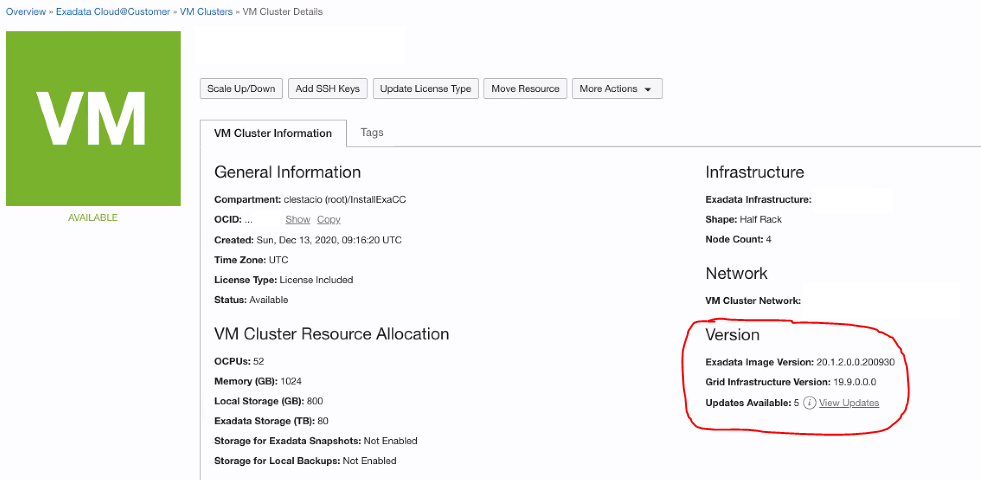 Overview » Exadata Cloud@Customer » VM Clusters » VM Cluster Details
VM
AVAILABLE
Scale Up/Down Add SSH Keys Update License Type Move Resource More Actions
VM Cluster Information Tags
General Information
Compartment: clestacio (root)/InstallExaCC
OCID: ... Show Copy
Created: Sun, Dec 13, 2020, 09:16:20 UTC
Time Zone: UTC
License Type: License Included
Status: Available
VM Cluster Resource Allocation
OCPUs: 52
Memory (GB): 1024
Local Storage (GB): 800
Exadata Storage (TB): 80
Storage for Exadata Snapshots: Not Enabled
Storage for Local Backups: Not Enabled
Infrastructure
Exadata Infrastructure:
Shape: Half Rack
Node Count: 4
Network
VM Cluster Network:
Version
Exadata Image Version: 20.1.2.0.0.200930
Grid Infrastructure Version: 19.9.0.0.0
Updates Available: 5 i View Updates